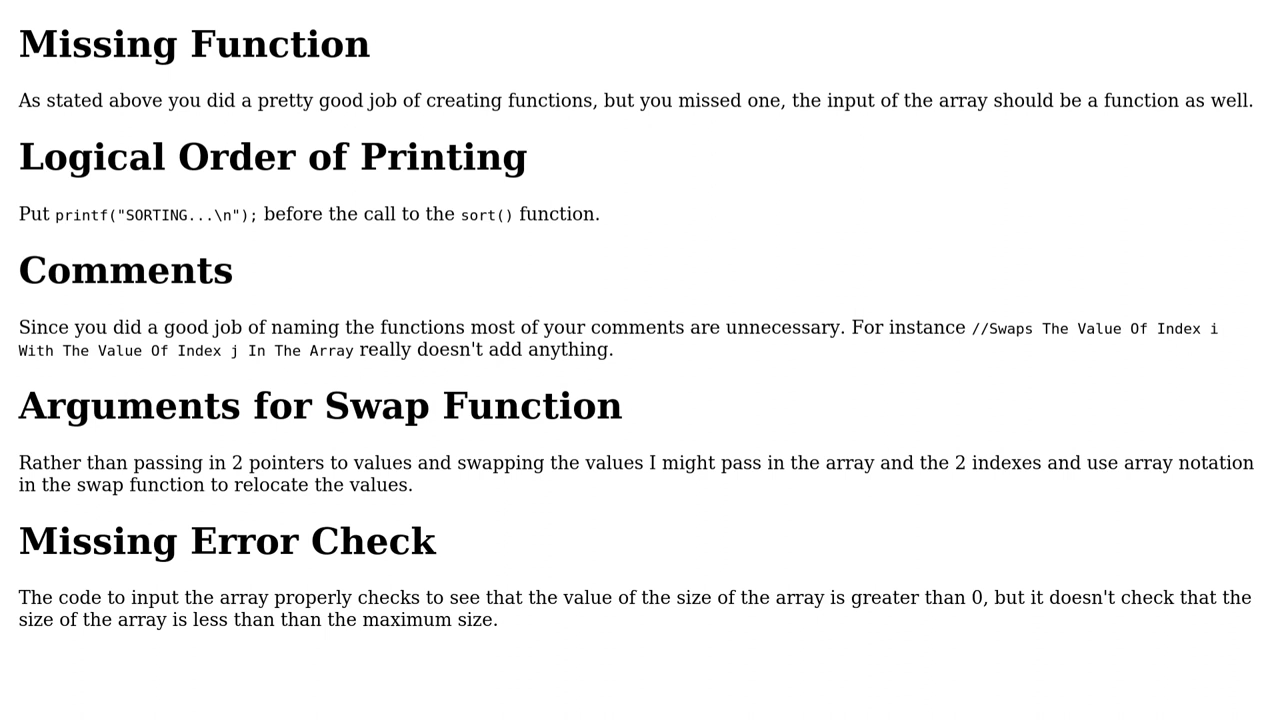 Missing Function
As stated above you did a pretty good job of creating functions, but you missed one, the input of the array should be a function as well.
Logical Order of Printing
Put printf("SORTING...\n"); before the call to the sort() function.
Comments
Since you did a good job of naming the functions most of your comments are unnecessary. For instance //Swaps The Value Of Index i
With The Value Of Index j In The Array really doesn't add anything.
Arguments for Swap Function
Rather than passing in 2 pointers to values and swapping the values I might pass in the array and the 2 indexes and use array notation
in the swap function to relocate the values.
Missing Error Check
The code to input the array properly checks to see that the value of the size of the array is greater than 0, but it doesn't check that the
size of the array is less than than the maximum size.